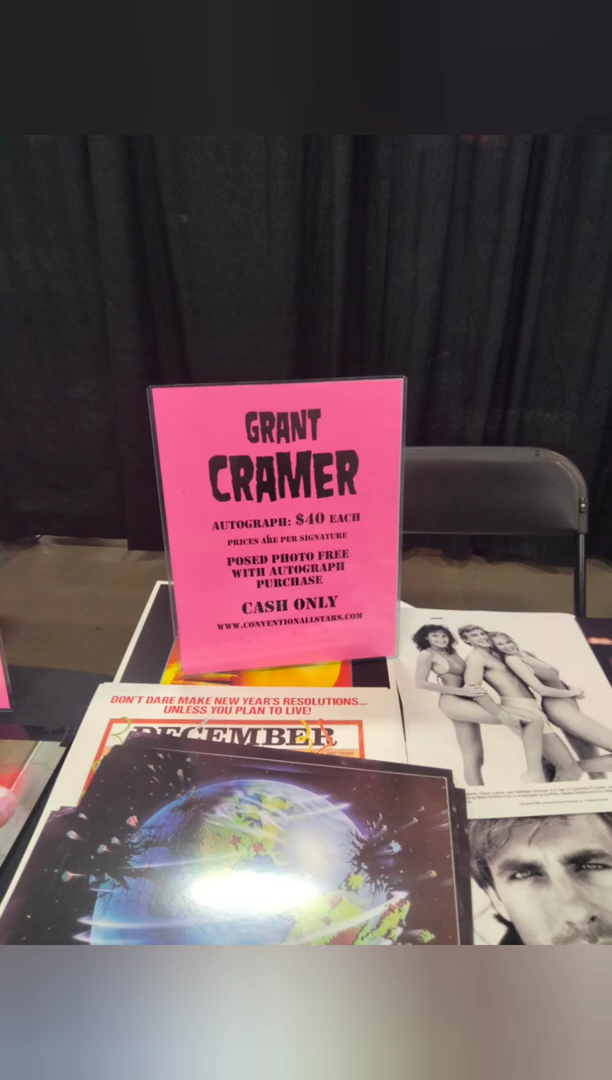 GRANT
CRAMER
AUTOGRAPH: $40 EACH
PRICES ARE PER SIGNATURE
POSED PHOTO FREE
WITH AUTOGRAPH
PURCHASE
CASH ONLY
WWW.CONVENTIONALLSTARS.COM
DON'T DARE MAKE NEW YEAR'S RESOLUTIONS...
UNLESS YOU PLAN TO LIVE!
DECEMBER